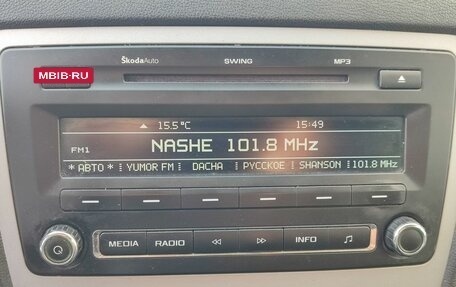 ŠkodaAuto SWING MP3
MBIB·RU
15.5°C 15:49
FM1 NASHE 101.8 MHz
*АВТО* YUMOR FM DACHA РУССКОЕ SHANSON 101.8 MHz
MEDIA RADIO INFO